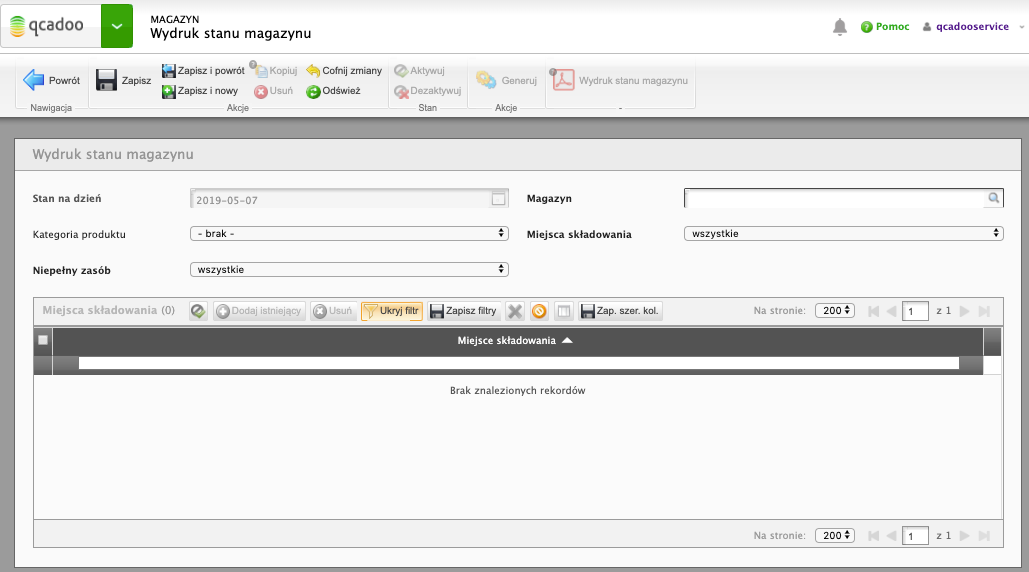 qcadoo
MAGAZYN
Wydruk stanu magazynu
Pomoc
qcadooservice
Powrót
Nawigacja
Zapisz
Zapisz i powrót
Kopiuj
Cofnij zmiany
Zapisz i nowy
Usuń
Odśwież
Akcje
Aktywuj
Dezaktywuj
Stan
Generuj
Akcje
Wydruk stanu magazynu
-
Wydruk stanu magazynu
Stan na dzień
2019-05-07
Magazyn
Kategoria produktu
- brak -
Miejsca składowania
wszystkie
Niepełny zasób
wszystkie
Miejsca składowania (0)
Dodaj istniejący
Usuń
Ukryj filtr
Zapisz filtry
Zap. szer. kol.
Na stronie:
200
1
z 1
Miejsce składowania
Brak znalezionych rekordów
Na stronie:
200
1
z 1